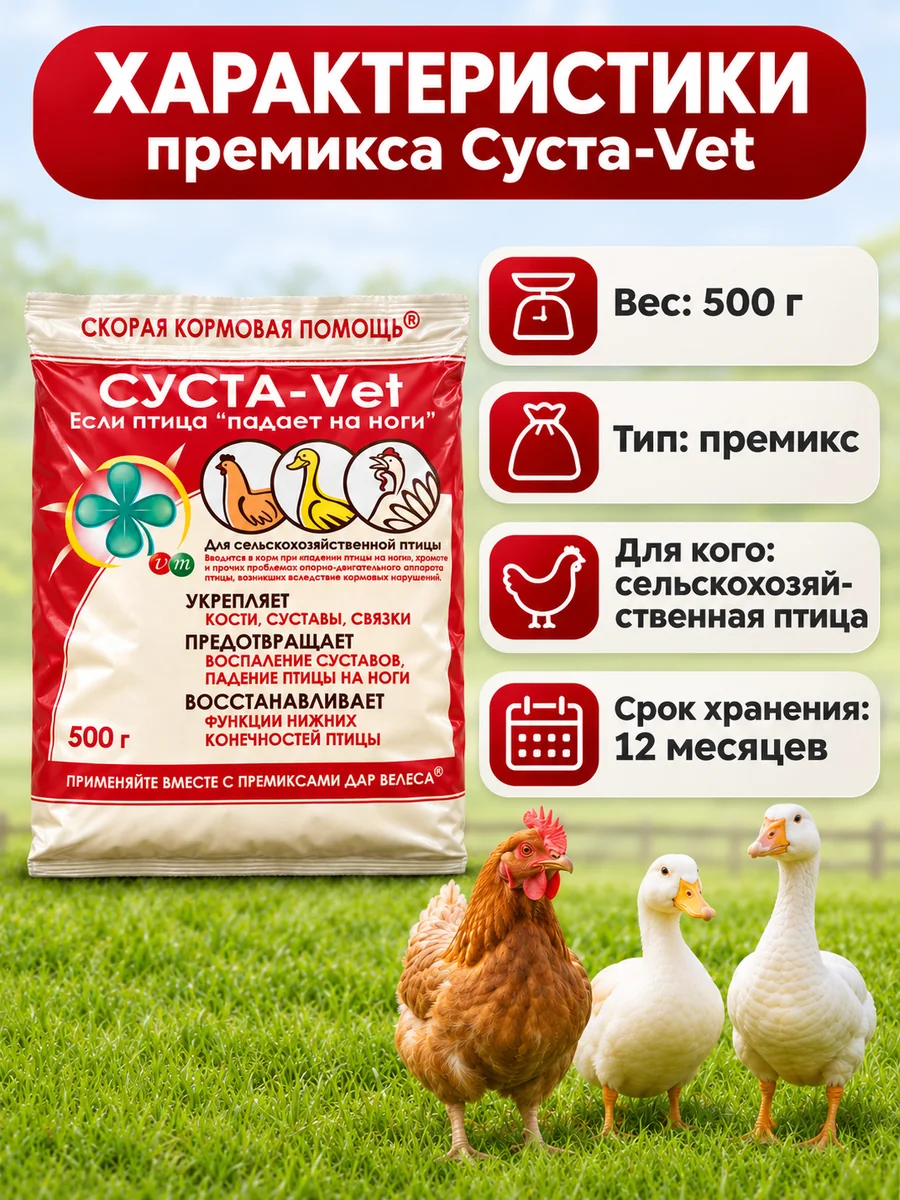 ХАРАКТЕРИСТИКИ
премикса Суста-Vet
СКОРАЯ КОРМОВАЯ ПОМОЩЬ®
СУСТА-Vet
Если птица “падает на ноги”
vm
Для сельскохозяйственной птицы
Вводится в корм при «падении птицы на ноги», хромоте
и прочих проблемах опорно-двигательного аппарата
птицы, возникших вследствие кормовых нарушений.
УКРЕПЛЯЕТ
КОСТИ, СУСТАВЫ, СВЯЗКИ
ПРЕДОТВРАЩАЕТ
ВОСПАЛЕНИЕ СУСТАВОВ,
ПАДЕНИЕ ПТИЦЫ НА НОГИ
ВОССТАНАВЛИВАЕТ
ФУНКЦИИ НИЖНИХ
КОНЕЧНОСТЕЙ ПТИЦЫ
500 г
ПРИМЕНЯЙТЕ ВМЕСТЕ С ПРЕМИКСАМИ ДАР ВЕЛЕСА®
Вес: 500 г
Тип: премикс
Для кого:
сельскохозяй-
ственная птица
Срок хранения:
12 месяцев